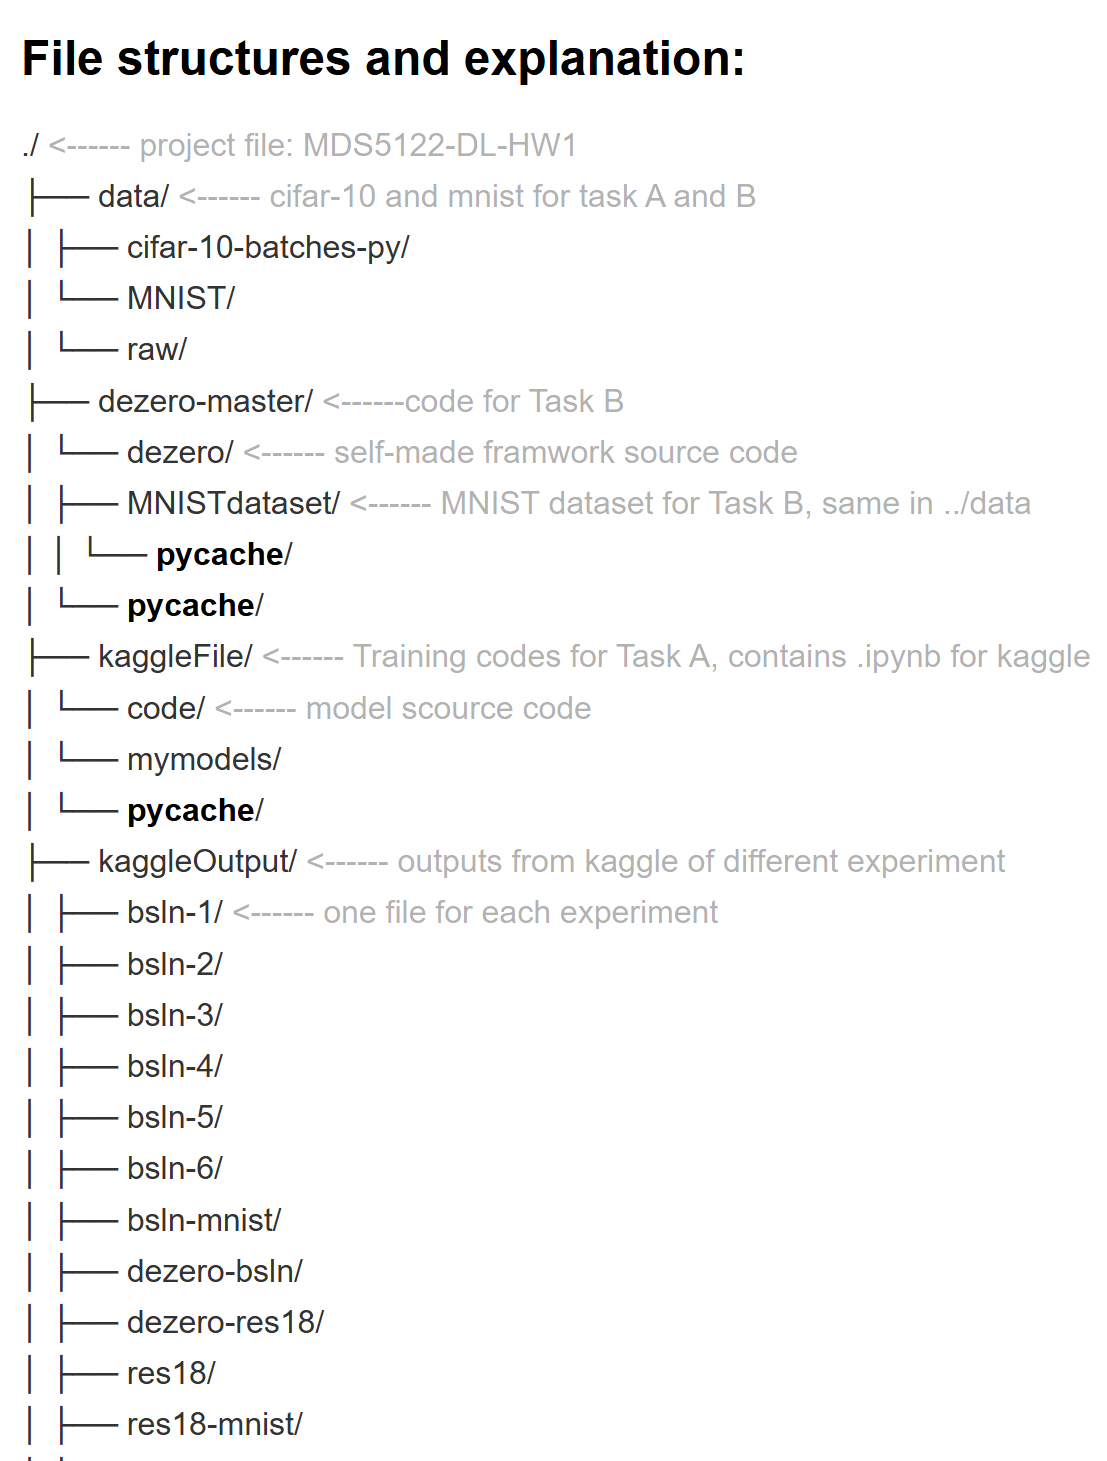 File structures and explanation:
./ <------ project file: MDS5122-DL-HW1
├── data/ <------ cifar-10 and mnist for task A and B
│ ├── cifar-10-batches-py/
│ └── MNIST/
│ └── raw/
├── dezero-master/ <------code for Task B
│ └── dezero/ <------ self-made framwork source code
│ ├── MNISTdataset/ <------ MNIST dataset for Task B, same in ../data
│ │ └── pycache/
│ └── pycache/
├── kaggleFile/ <------ Training codes for Task A, contains .ipynb for kaggle
│ └── code/ <------ model scource code
│ └── mymodels/
│ └── pycache/
├── kaggleOutput/ <------ outputs from kaggle of different experiment
│ ├── bsln-1/ <------ one file for each experiment
│ ├── bsln-2/
│ ├── bsln-3/
│ ├── bsln-4/
│ ├── bsln-5/
│ ├── bsln-6/
│ ├── bsln-mnist/
│ ├── dezero-bsln/
│ ├── dezero-res18/
│ ├── res18/
│ ├── res18-mnist/